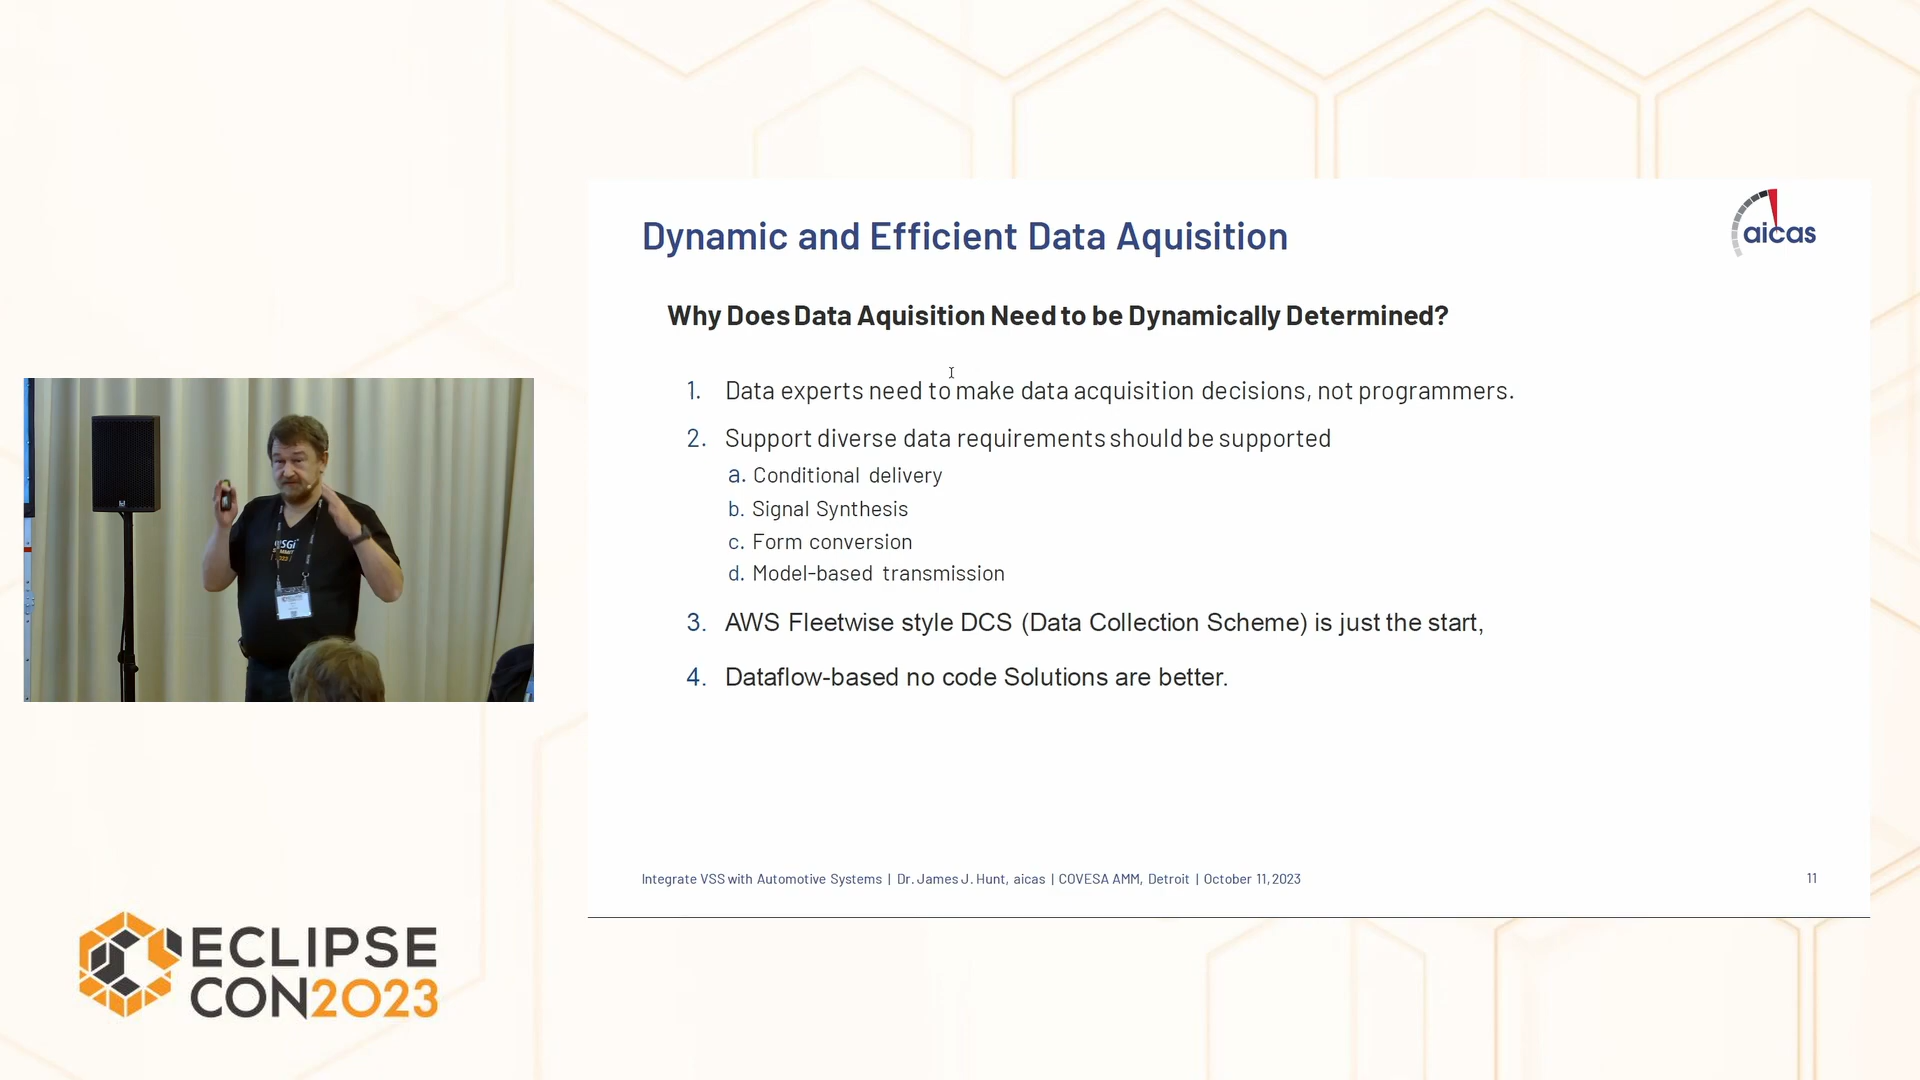 Dynamic and Efficient Data Aquisition
aicas
Why Does Data Aquisition Need to be Dynamically Determined?
1. Data experts need to make data acquisition decisions, not programmers.
2. Support diverse data requirements should be supported
a. Conditional delivery
b. Signal Synthesis
c. Form conversion
d. Model-based transmission
3. AWS Fleetwise style DCS (Data Collection Scheme) is just the start,
4. Dataflow-based no code Solutions are better.
Integrate VSS with Automotive Systems | Dr. James J. Hunt, aicas | COVESA AMM, Detroit | October 11, 2023
11
ECLIPSE
CON2023